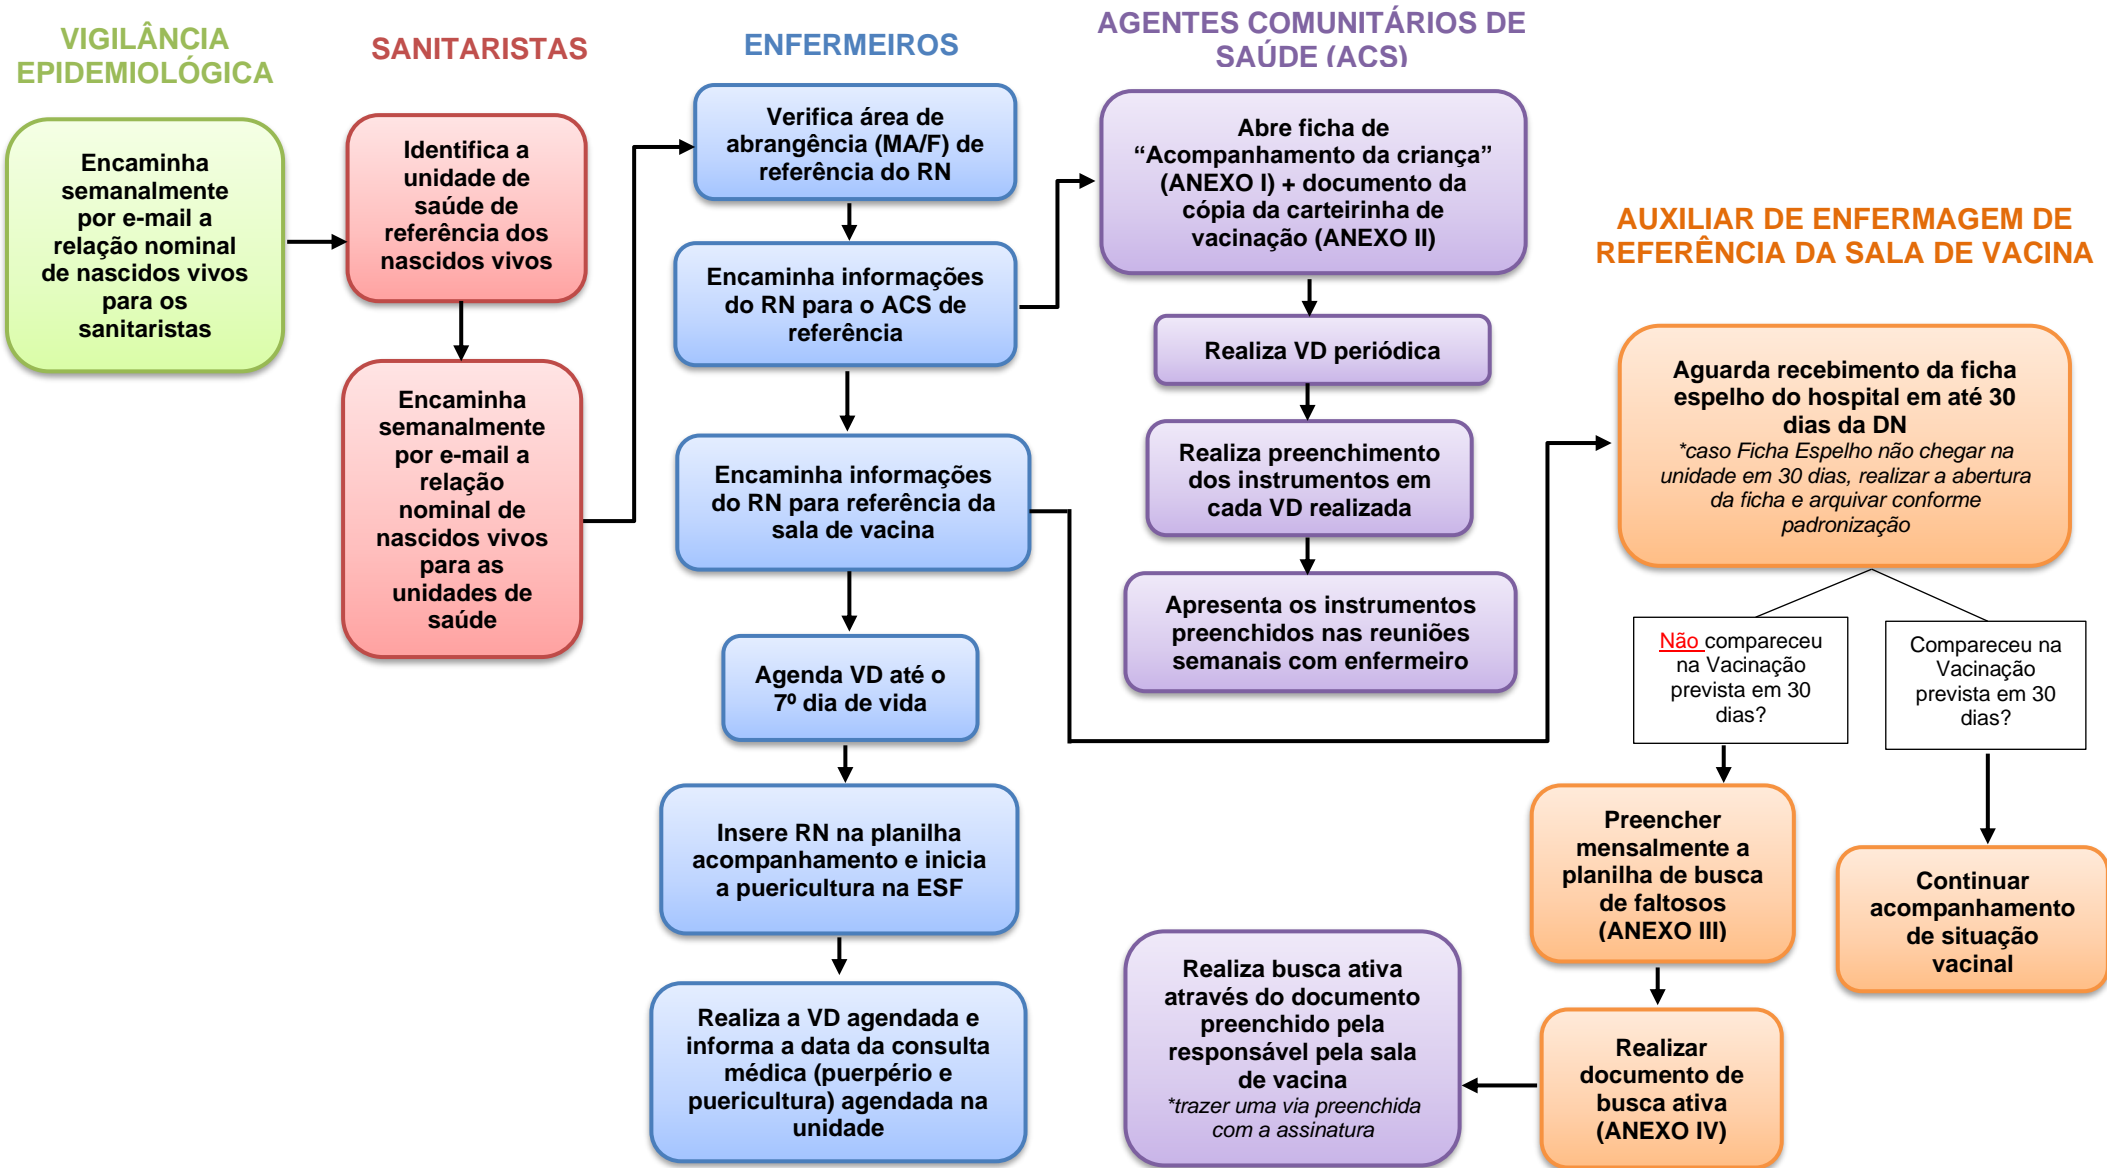 VIGILÂNCIA
EPIDEMIOLÓGICA
Encaminha
semanalmente
por e-mail a
relação nominal
de nascidos vivos
para os
sanitaristas
SANITARISTAS
Identifica a
unidade de
saúde de
referência dos
nascidos vivos
Encaminha
semanalmente
por e-mail a
relação
nominal de
nascidos vivos
para as
unidades de
saúde
ENFERMEIROS
Verifica área de
abrangência (MA/F) de
referência do RN
Encaminha informações
do RN para o ACS de
referência
Encaminha informações
do RN para referência da
sala de vacina
Agenda VD até o
7º dia de vida
Insere RN na planilha
acompanhamento e inicia
a puericultura na ESF
Realiza a VD agendada e
informa a data da consulta
médica (puerpério e
puericultura) agendada na
unidade
AGENTES COMUNITÁRIOS DE
SAÚDE (ACS)
Abre ficha de
“Acompanhamento da criança”
(ANEXO I) + documento da
cópia da carteirinha de
vacinação (ANEXO II)
Realiza VD periódica
Realiza preenchimento
dos instrumentos em
cada VD realizada
Apresenta os instrumentos
preenchidos nas reuniões
semanais com enfermeiro
AUXILIAR DE ENFERMAGEM DE
REFERÊNCIA DA SALA DE VACINA
Aguarda recebimento da ficha
espelho do hospital em até 30
dias da DN
*caso Ficha Espelho não chegar na
unidade em 30 dias, realizar a abertura
da ficha e arquivar conforme
padronização
Não compareceu
na Vacinação
prevista em 30
dias?
Compareceu na
Vacinação
prevista em 30
dias?
Preencher
mensalmente a
planilha de busca
de faltosos
(ANEXO III)
Continuar
acompanhamento
de situação
vacinal
Realizar
documento de
busca ativa
(ANEXO IV)
Realiza busca ativa
através do documento
preenchido pela
responsável pela sala
de vacina
*trazer uma via preenchida
com a assinatura